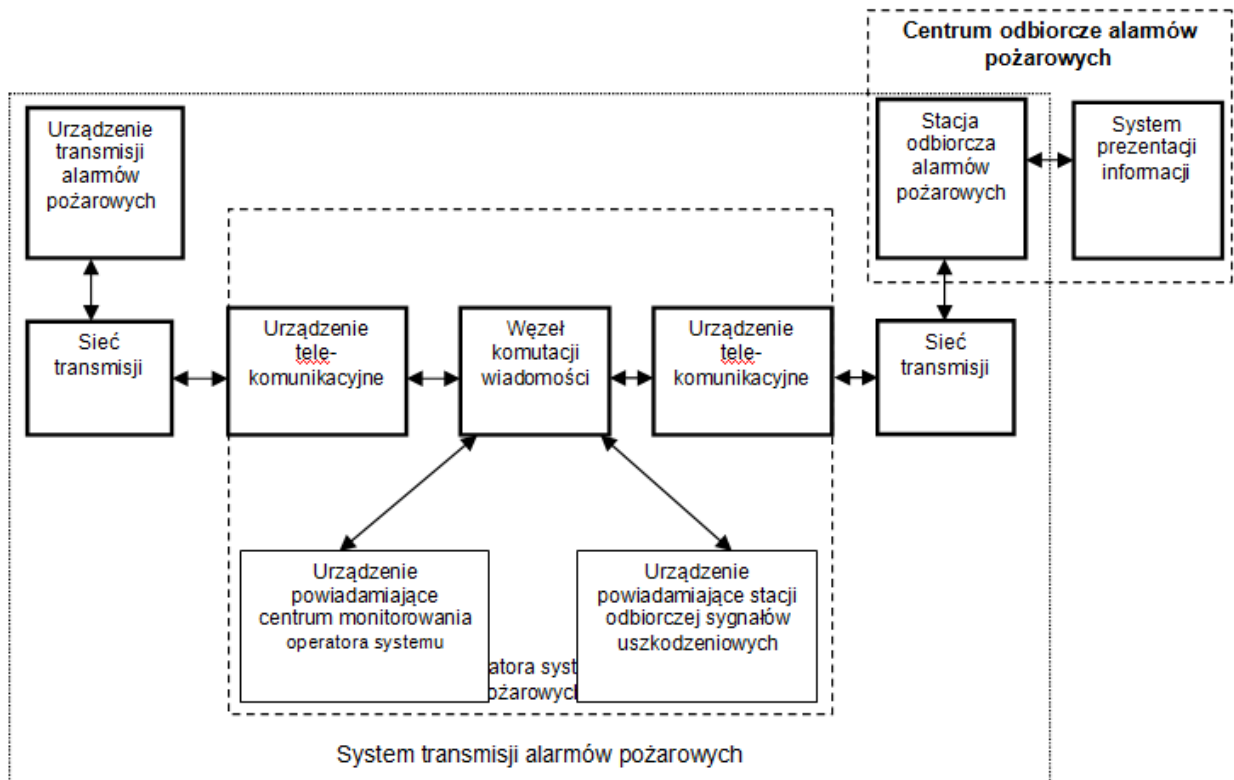 Centrum odbiorcze alarmów
pożarowych
Urządzenie
transmisji
alarmów
pożarowych
Stacja
odbiorcza
alarmów
pożarowych
System
prezentacji
informacji
Sieć
transmisji
Urządzenie
tele-
komunikacyjne
Węzeł
komutacji
wiadomości
Urządzenie
tele-
komunikacyjne
Sieć
transmisji
Urządzenie
powiadamiające
centrum monitorowania
operatora systemu
Urządzenie
powiadamiające stacji
odbiorczej sygnałów
uszkodzeniowych
System transmisji alarmów pożarowych